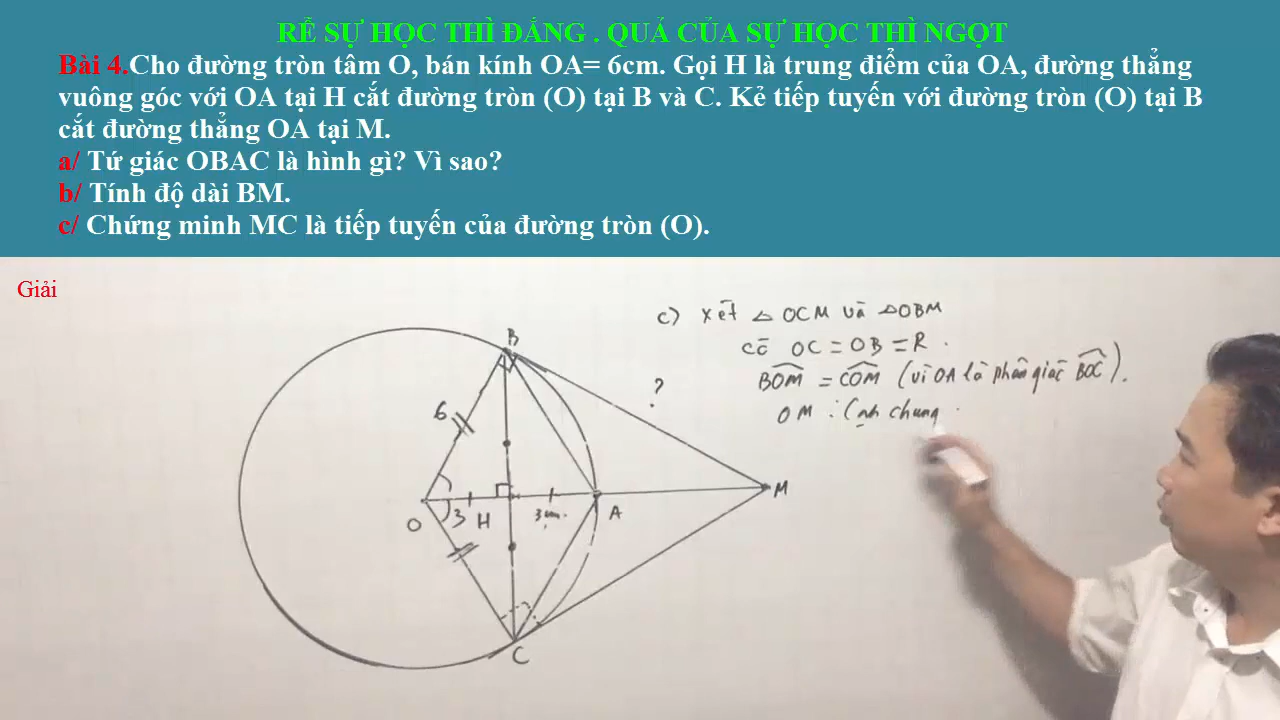 RỄ SỰ HỌC THÌ ĐẮNG . QUẢ CỦA SỰ HỌC THÌ NGỌT
Bài 4.Cho đường tròn tâm O, bán kính OA= 6cm. Gọi H là trung điểm của OA, đường thẳng
vuông góc với OA tại H cắt đường tròn (O) tại B và C. Kẻ tiếp tuyến với đường tròn (O) tại B
cắt đường thẳng OA tại M.
a/ Tứ giác OBAC là hình gì? Vì sao?
b/ Tính độ dài BM.
c/ Chứng minh MC là tiếp tuyến của đường tròn (O).
Giải
c) Xét △ OCM và △OBM
có OC = OB = R .
BOM = COM (vì OA là phân giác BOC).
OM : Cạnh chung .
B
?
6
M
O
3
H
3cm.
A
C